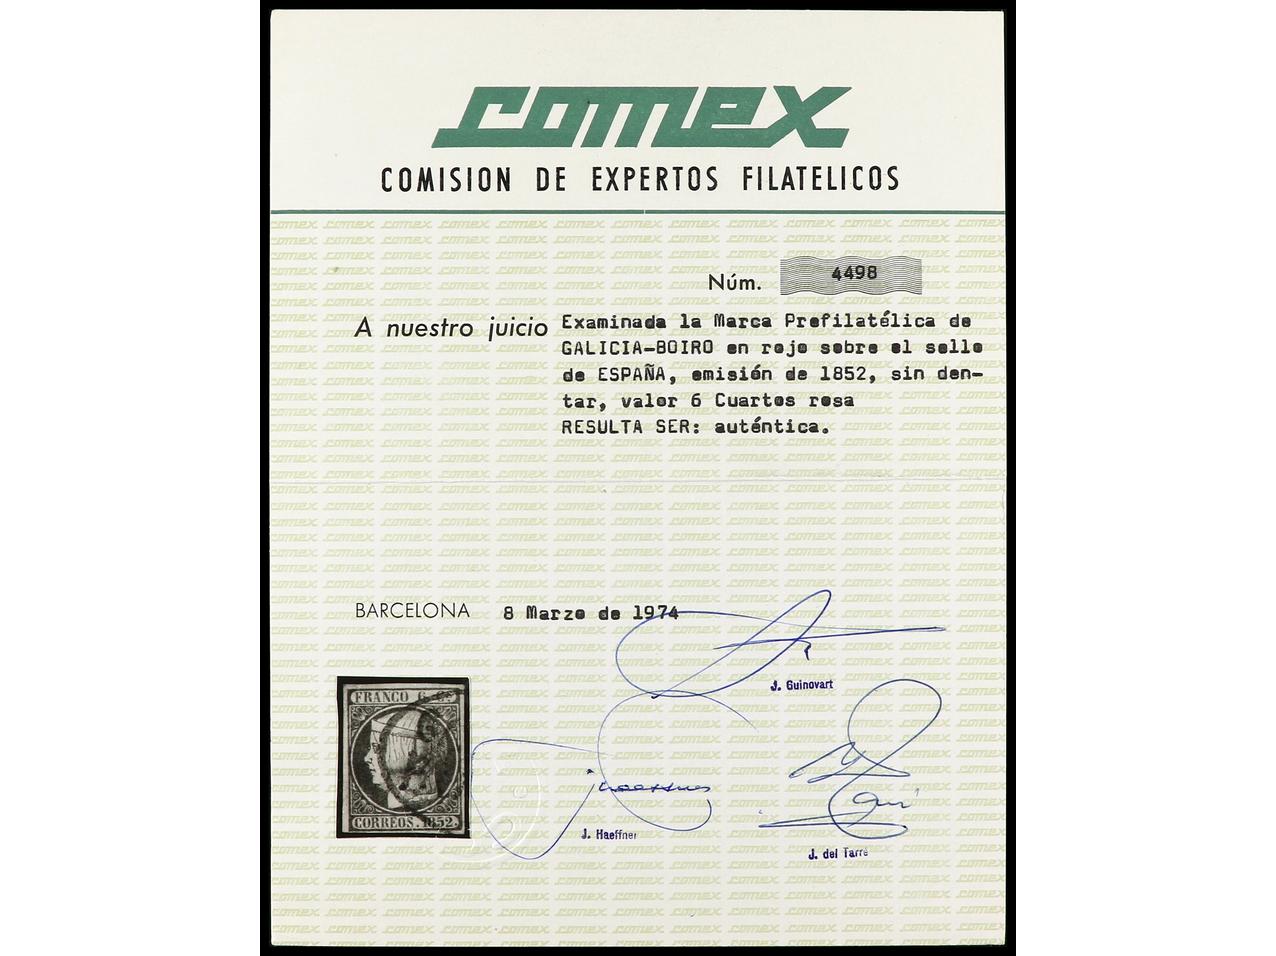 comex
COMISION DE EXPERTOS FILATELICOS
Núm. 4498
A nuestro juicio Examinada la Marca Prefilatélica de
GALICIA-BOIRO en rojo sobre el sello
de ESPAÑA, emisión de 1852, sin den-
tar, valor 6 Cuartos rosa
RESULTA SER: auténtica.
BARCELONA 8 Marzo de 1974
J. Guinovart
FRANCO 6 Cs
CORREOS. 1852.
J. Haeffner
J. del Tarré